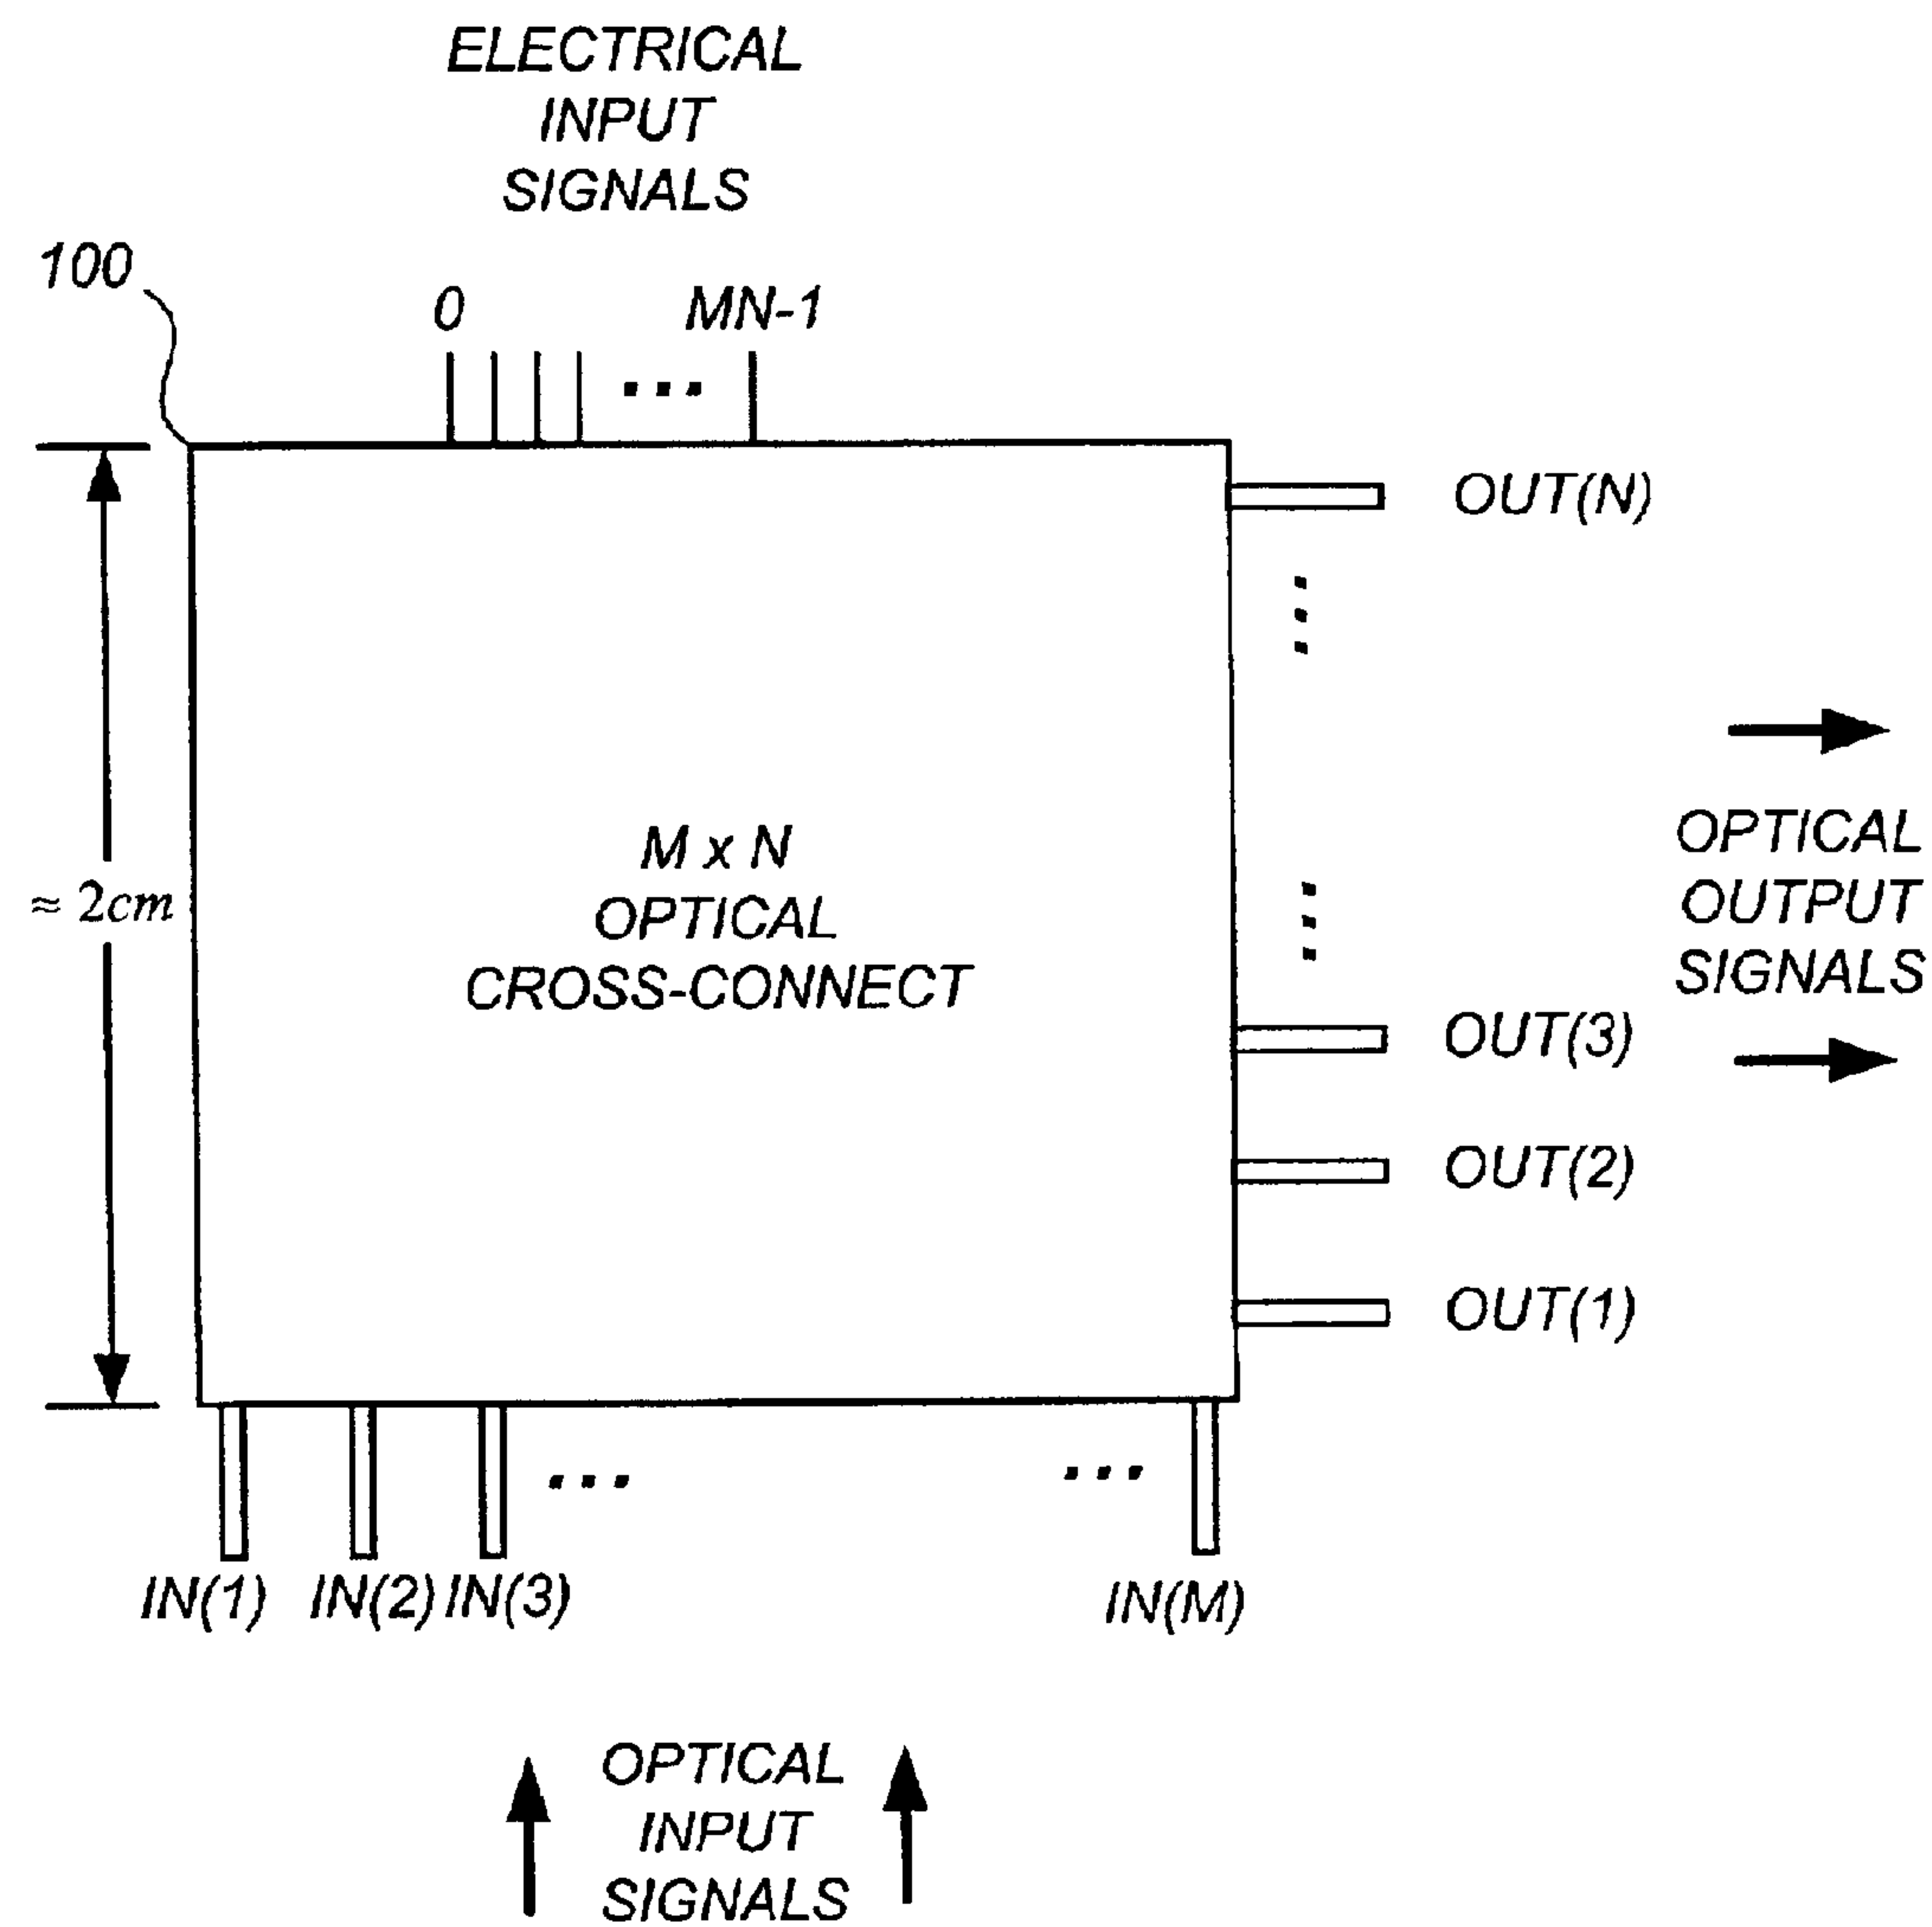 ELECTRICAL
INPUT
SIGNALS
100
0
MN-1
OUT(N)
≈ 2cm
M x N
OPTICAL
CROSS-CONNECT
OPTICAL
OUTPUT
SIGNALS
OUT(3)
OUT(2)
OUT(1)
IN(1)
IN(2)
IN(3)
IN(M)
OPTICAL
INPUT
SIGNALS